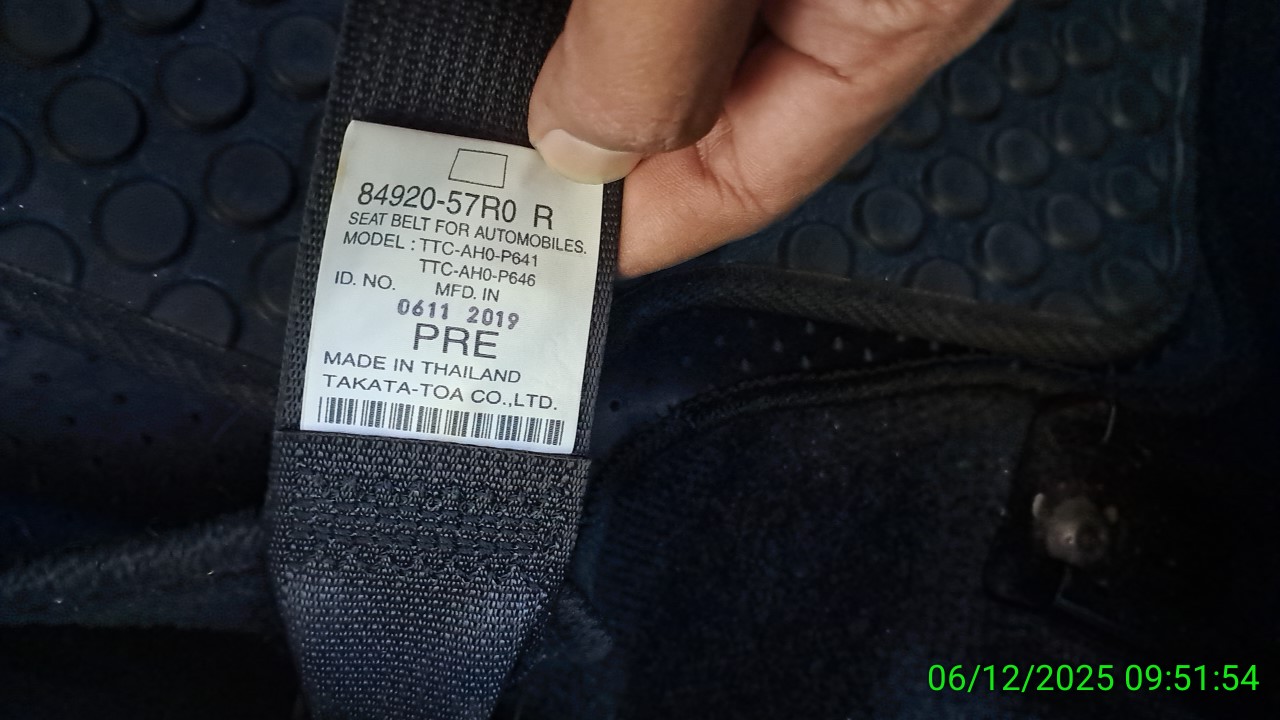 84920-57R0 R
SEAT BELT FOR AUTOMOBILES.
MODEL : TTC-AH0-P641
TTC-AH0-P646
ID. NO. MFD. IN
0611 2019
PRE
MADE IN THAILAND
TAKATA-TOA CO.,LTD.
06/12/2025 09:51:54